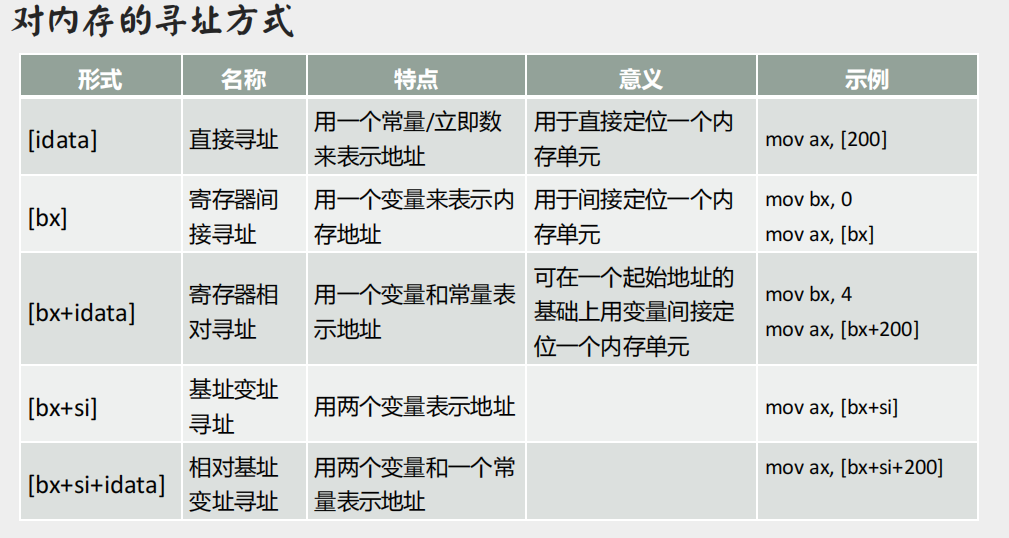 对内存的寻址方式
形式 名称 特点 意义 示例
[idata] 直接寻址 用一个常量/立即数
来表示地址 用于直接定位一个内
存单元 mov ax, [200]
[bx] 寄存器间
接寻址 用一个变量来表示内
存地址 用于间接定位一个内
存单元 mov bx, 0
mov ax, [bx]
[bx+idata] 寄存器相
对寻址 用一个变量和常量表
示地址 可在一个起始地址的
基础上用变量间接定
位一个内存单元 mov bx, 4
mov ax, [bx+200]
[bx+si] 基址变址
寻址 用两个变量表示地址 mov ax, [bx+si]
[bx+si+idata] 相对基址
变址寻址 用两个变量和一个常
量表示地址 mov ax, [bx+si+200]